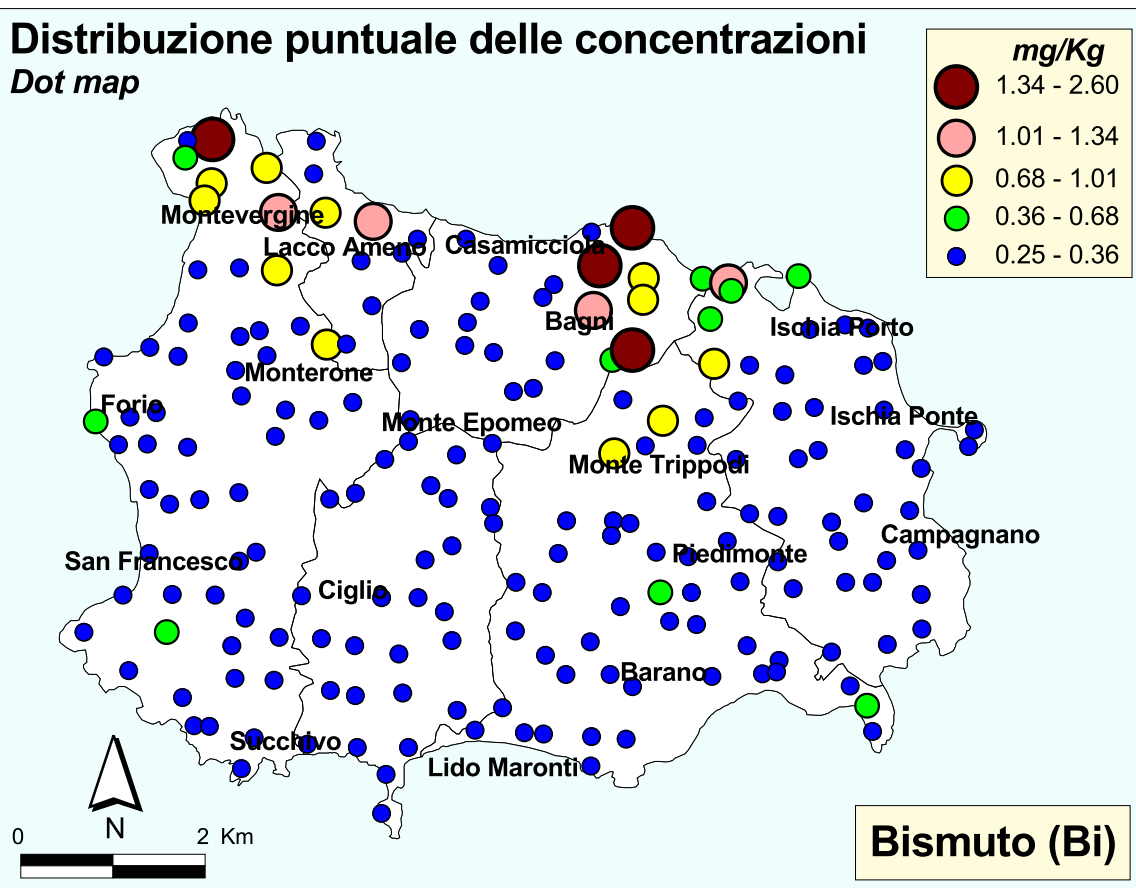 Distribuzione puntuale delle concentrazioni
Dot map
mg/Kg
1.34 - 2.60
1.01 - 1.34
0.68 - 1.01
0.36 - 0.68
0.25 - 0.36
Montevergine
Lacco Ameno
Casamicciola
Bagni
Ischia Porto
Monterone
Forio
Monte Epomeo
Ischia Ponte
Monte Trippodi
Campagnano
San Francesco
Piedimonte
Ciglio
Barano
Succhivo
Lido Maronti
N
0 2 Km
Bismuto (Bi)